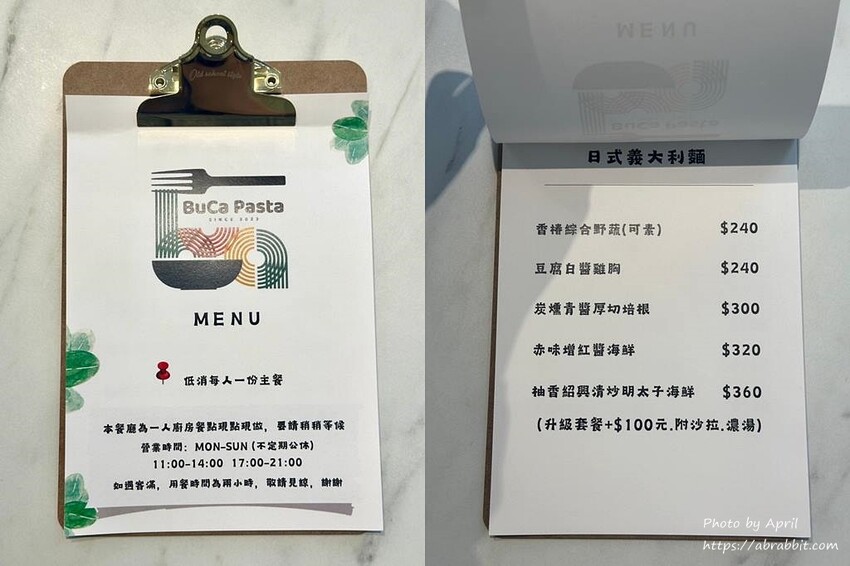 Old school style
BuCa Pasta
SINCE 2022
MENU
低消每人一份主餐
本餐廳為一人廚房餐點現點現做, 要請稍稍等候
營業時間: MON-SUN (不定期公休)
11:00-14:00 17:00-21:00
如遇客滿, 用餐時間為兩小時, 敬請見諒, 謝謝
MENU
BuCa Pasta
日式義大利麵
香椿綜合野蔬(可素) $240
豆腐白醬雞胸 $240
炭燻青醬厚切培根 $300
赤味增紅醬海鮮 $320
柚香紹興清炒明太子海鮮 $360
(升級套餐+$100元.附沙拉.濃湯)
Photo by April
https://abrabbit.com